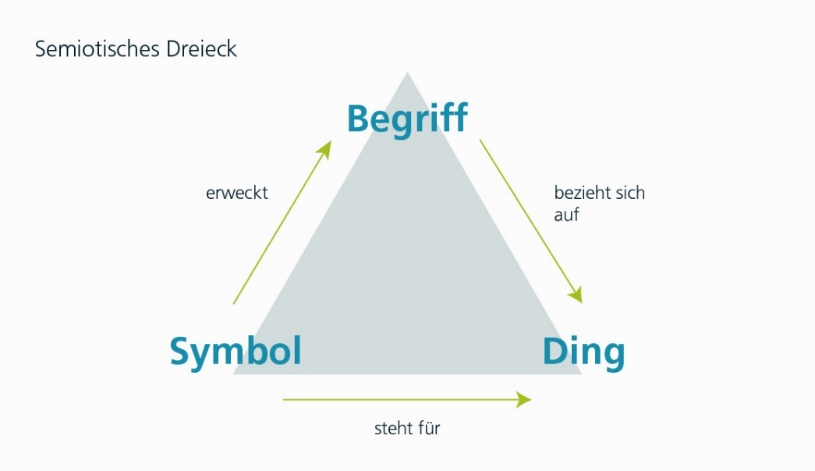 Semiotisches Dreieck
Begriff
erweckt
bezieht sich
auf
Symbol
Ding
steht für